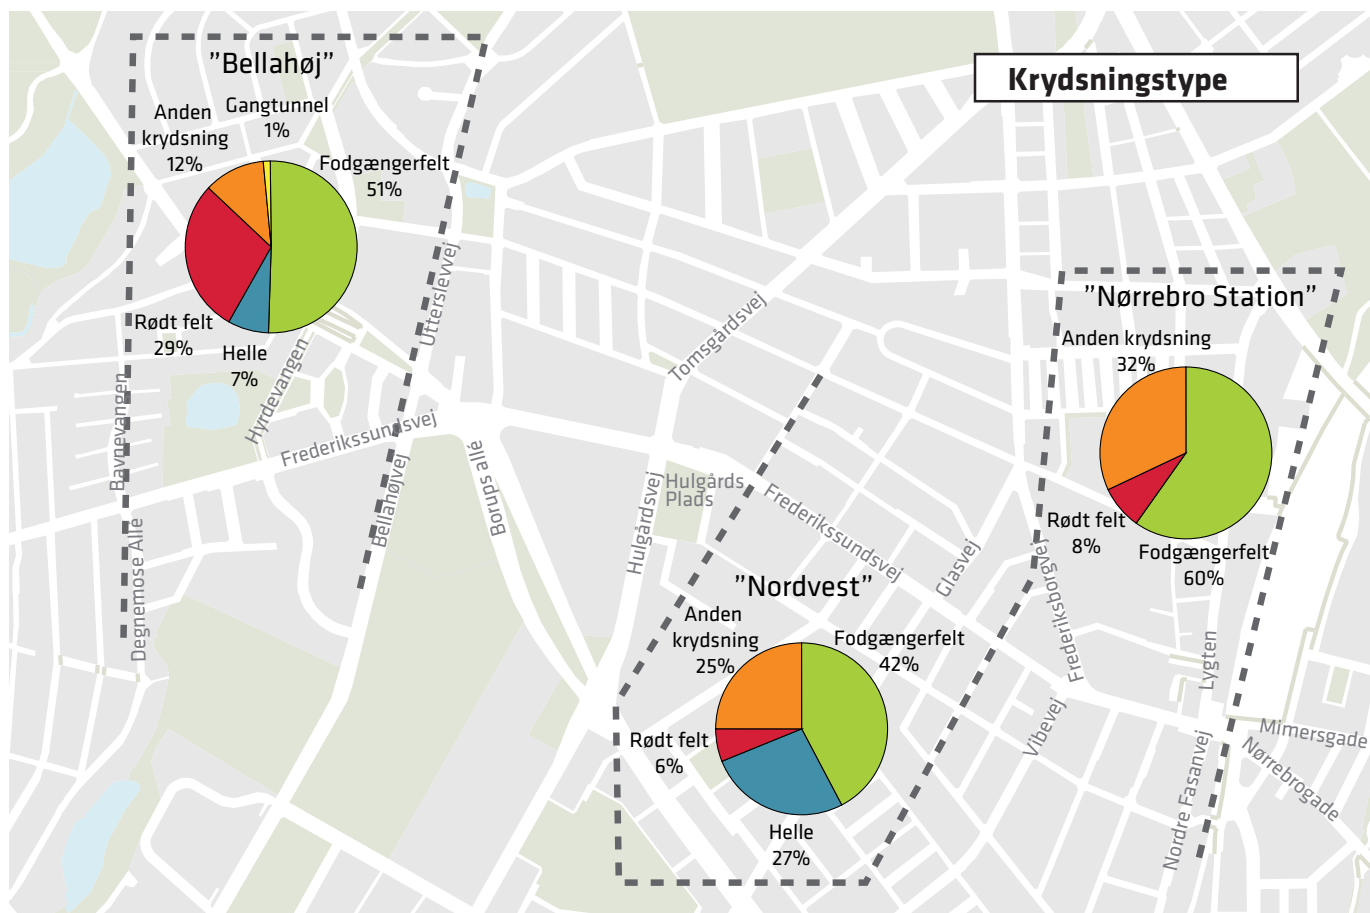 Krydsningstype
"Bellahøj"
Anden
krydsning
12%
Gangtunnel
1%
Fodgængerfelt
51%
Rødt felt
29%
Helle
7%
"Nørrebro Station"
Anden krydsning
32%
Rødt felt
8%
Fodgængerfelt
60%
"Nordvest"
Anden
krydsning
25%
Fodgængerfelt
42%
Rødt felt
6%
Helle
27%
Utterslevvej
Tomsgårdsvej
Hyrdevangen
Bavnevangen
Frederikssundsvej
Bellahøjvej
Borups allé
Degnemose Alle
Hulgårdsvej
Hulgårds
Plads
Frederikssundsvej
Glasvej
Frederiksborgvej
Vibevej
Lygten
Nordre Fasanvej
Mimersgade
Nørrebrogade